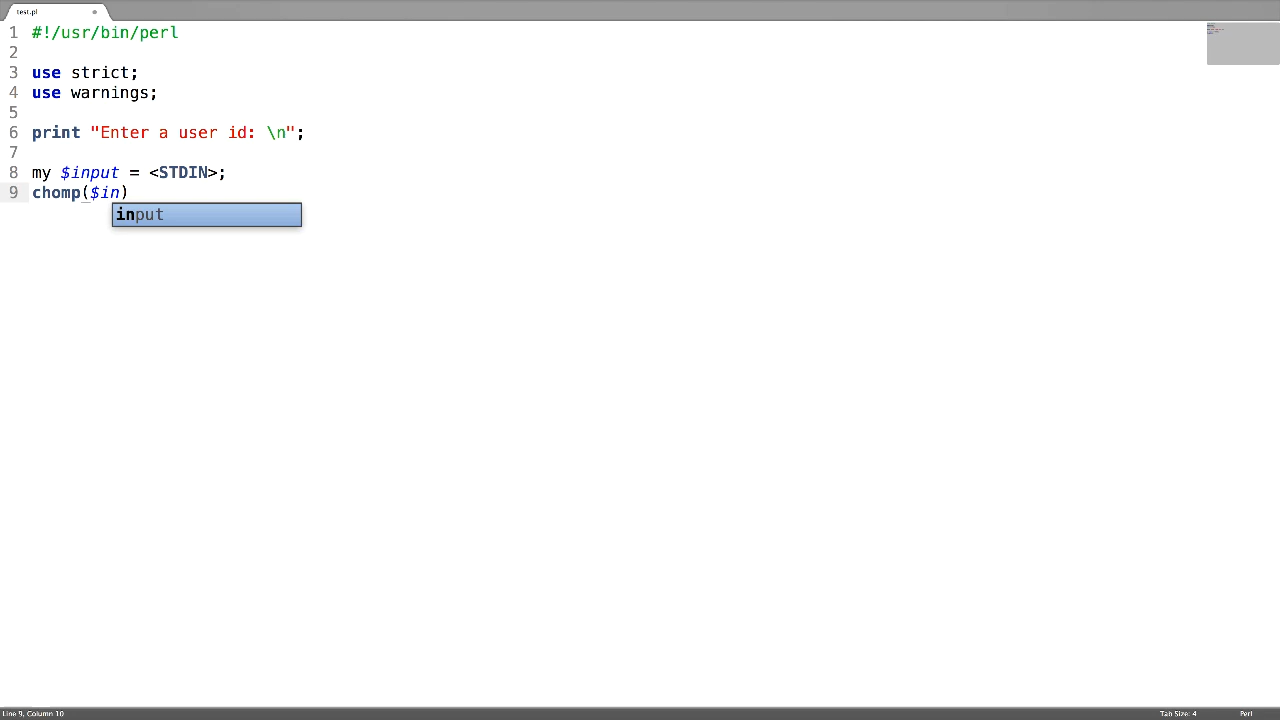 test.pl
1 #!/usr/bin/perl
2
3 use strict;
4 use warnings;
5
6 print "Enter a user id: \n";
7
8 my $input = <STDIN>;
9 chomp($in)
input
Line 9, Column 10
Tab Size: 4
Perl